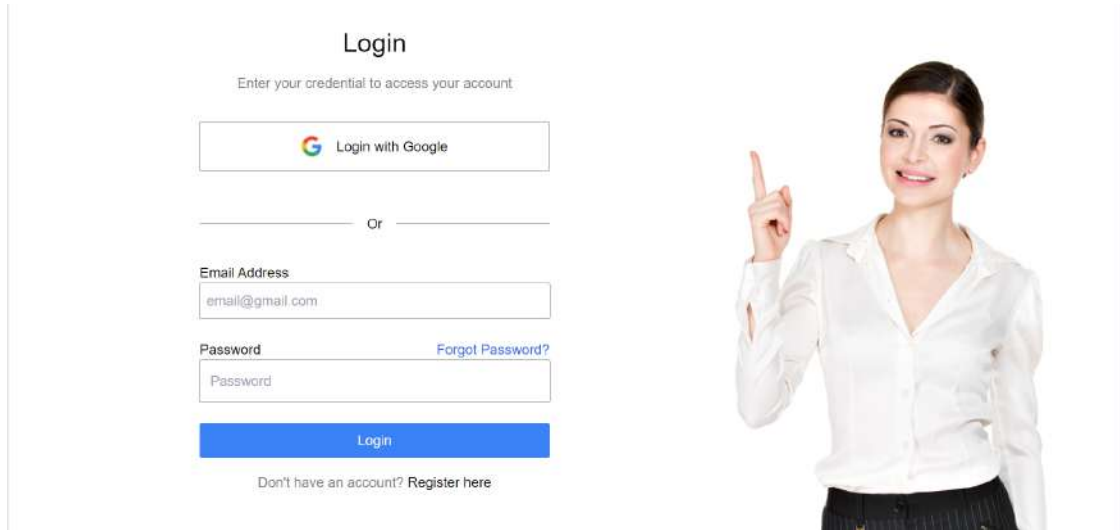 Login
Enter your credential to access your account
Login with Google
Or
Email Address
email@gmail.com
Password Forgot Password?
Password
Login
Don't have an account? Register here